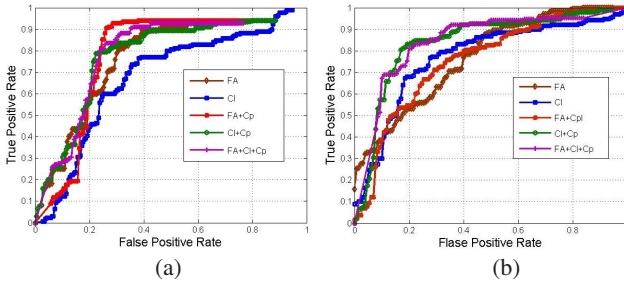 1
0.9
0.8
0.7
0.6
0.5
0.4
0.3
0.2
0.1
0
0 0.2 0.4 0.6 0.8 1
True Positive Rate
False Positive Rate
FA
CI
FA+Cp
CI+Cp
FA+CI+Cp
(a)
1
0.9
0.8
0.7
0.6
0.5
0.4
0.3
0.2
0.1
0
0 0.2 0.4 0.6 0.8
True Positive Rate
Flase Positive Rate
FA
CI
FA+CpI
CI+Cp
FA+CI+Cp
(b)